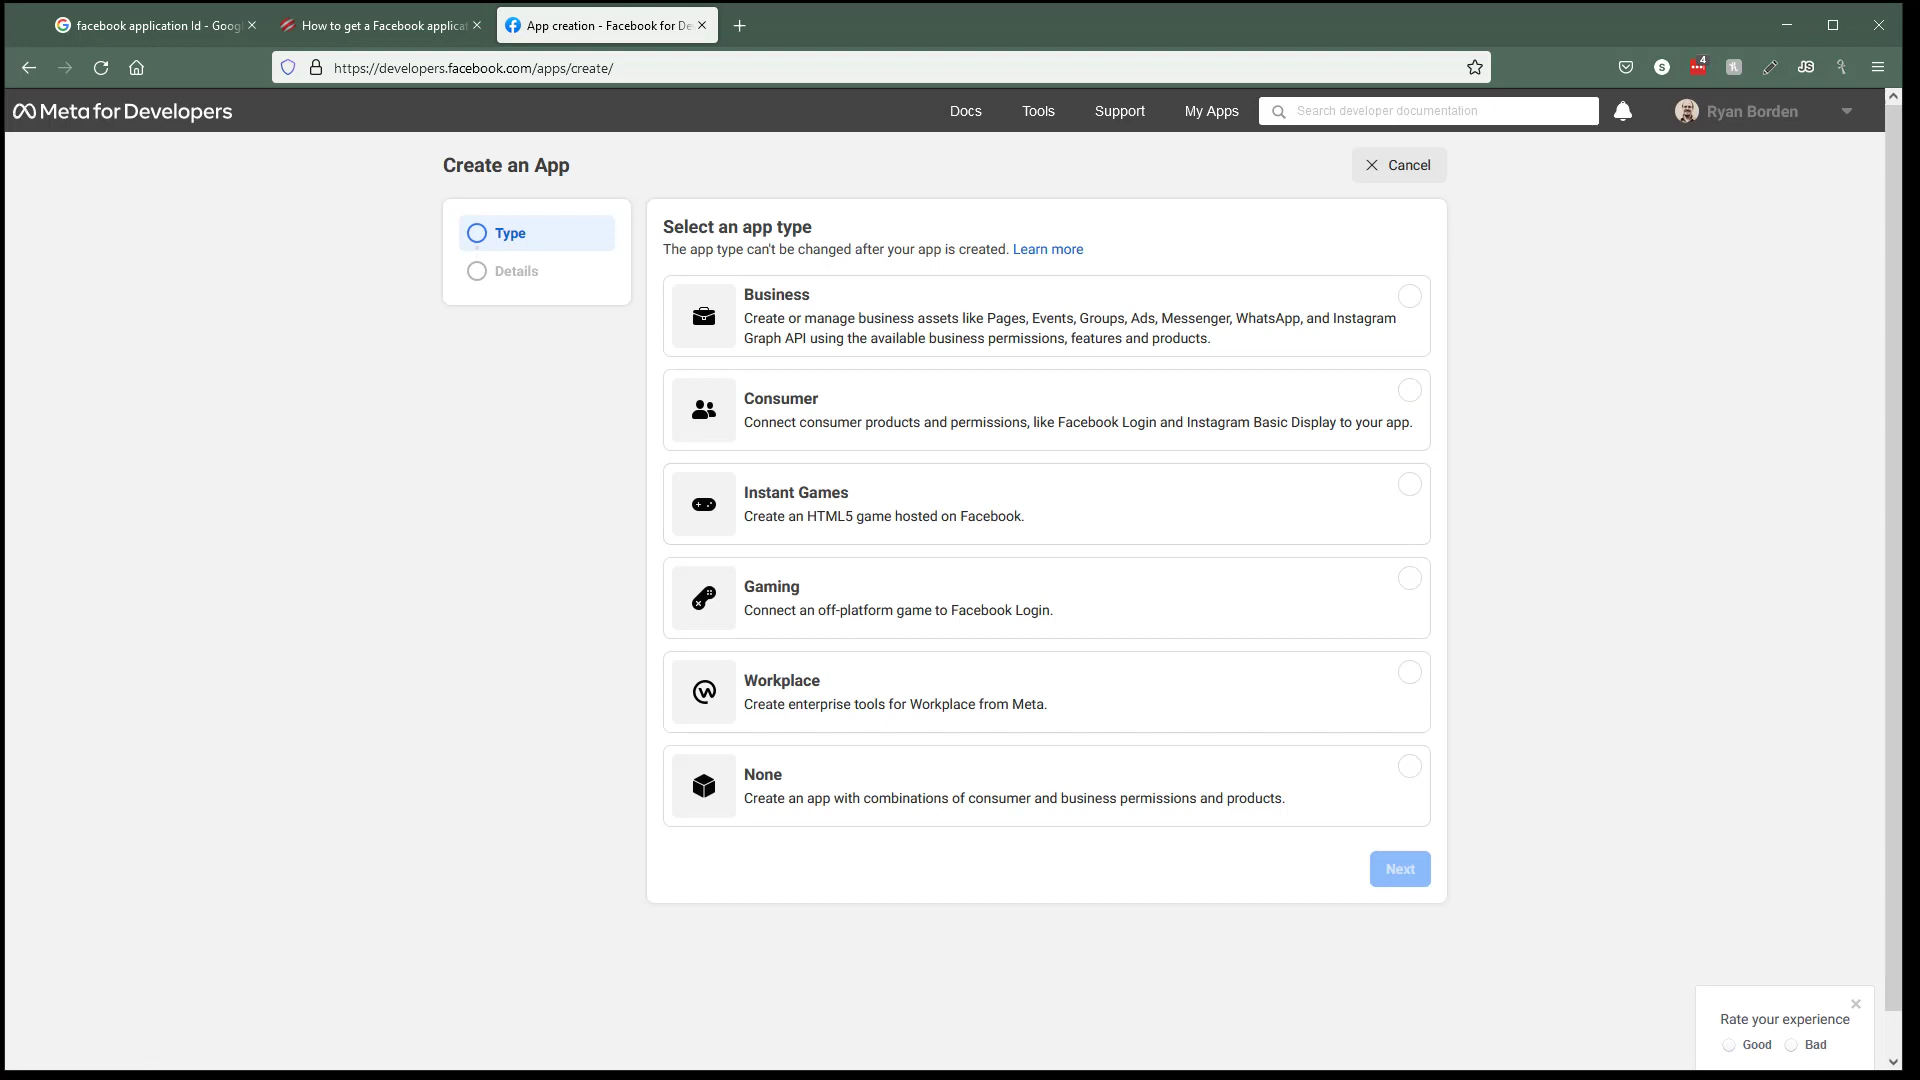 facebook application Id - Goog
How to get a Facebook applicat
App creation - Facebook for De
https://developers.facebook.com/apps/create/
S
4
JS
Meta for Developers
Docs
Tools
Support
My Apps
Search developer documentation
Ryan Borden
Create an App
Cancel
Type
Details
Select an app type
The app type can't be changed after your app is created. Learn more
Business
Create or manage business assets like Pages, Events, Groups, Ads, Messenger, WhatsApp, and Instagram
Graph API using the available business permissions, features and products.
Consumer
Connect consumer products and permissions, like Facebook Login and Instagram Basic Display to your app.
Instant Games
Create an HTML5 game hosted on Facebook.
Gaming
Connect an off-platform game to Facebook Login.
Workplace
Create enterprise tools for Workplace from Meta.
None
Create an app with combinations of consumer and business permissions and products.
Next
Rate your experience
Good
Bad